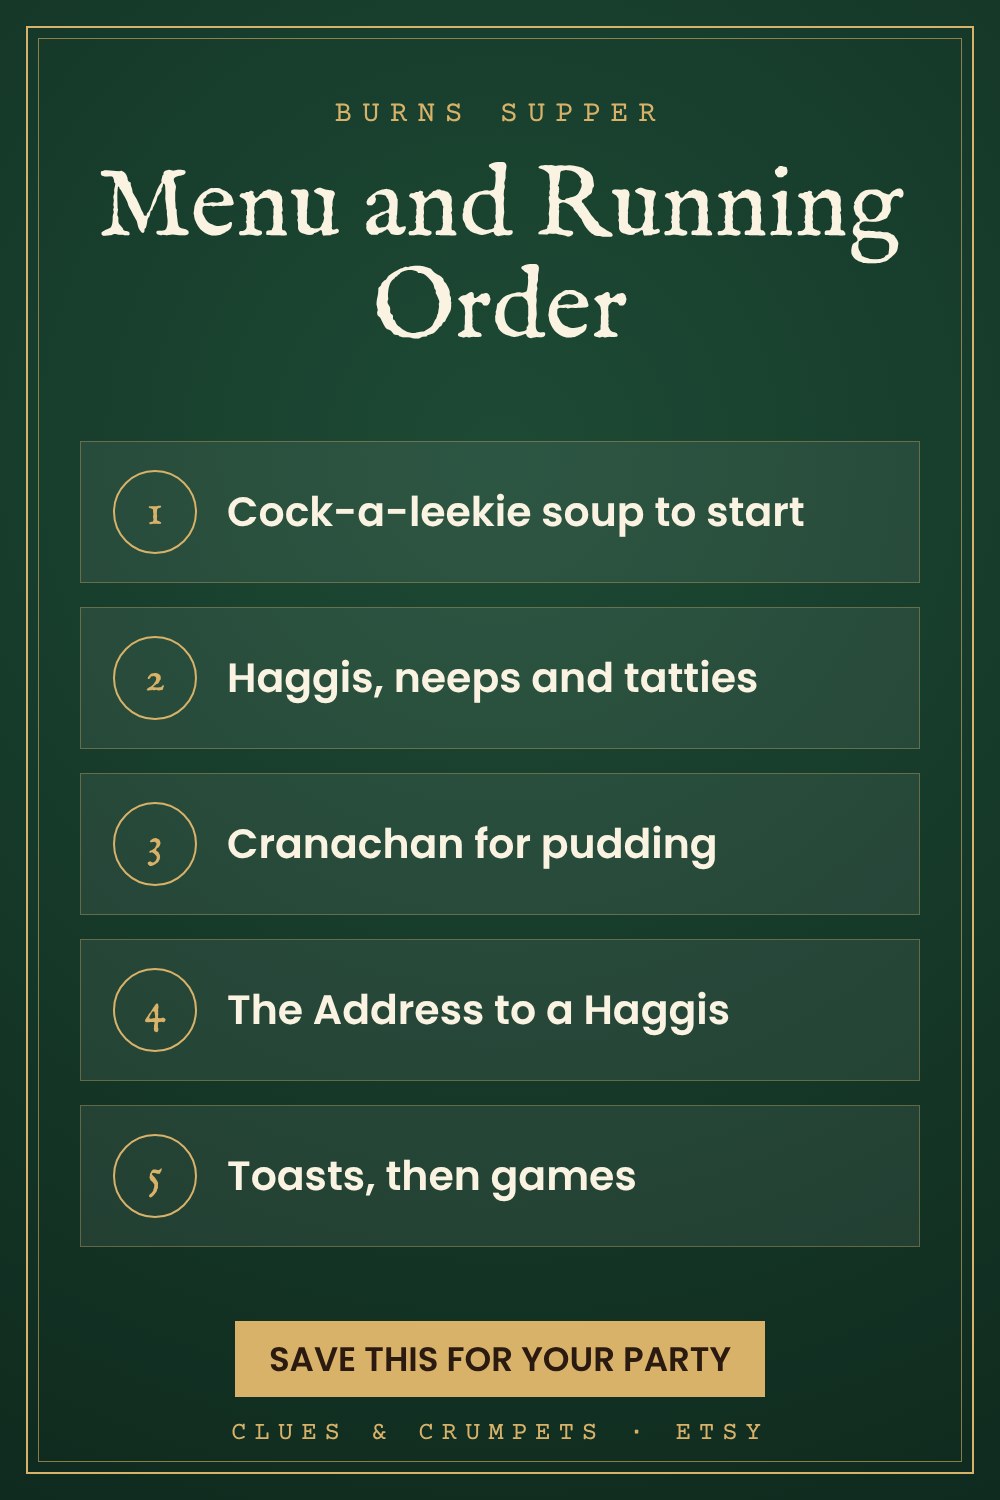 BURNS SUPPER
Menu and Running
Order
1 Cock-a-leekie soup to start
2 Haggis, neeps and tatties
3 Cranachan for pudding
4 The Address to a Haggis
5 Toasts, then games
SAVE THIS FOR YOUR PARTY
CLUES & CRUMPETS · ETSY